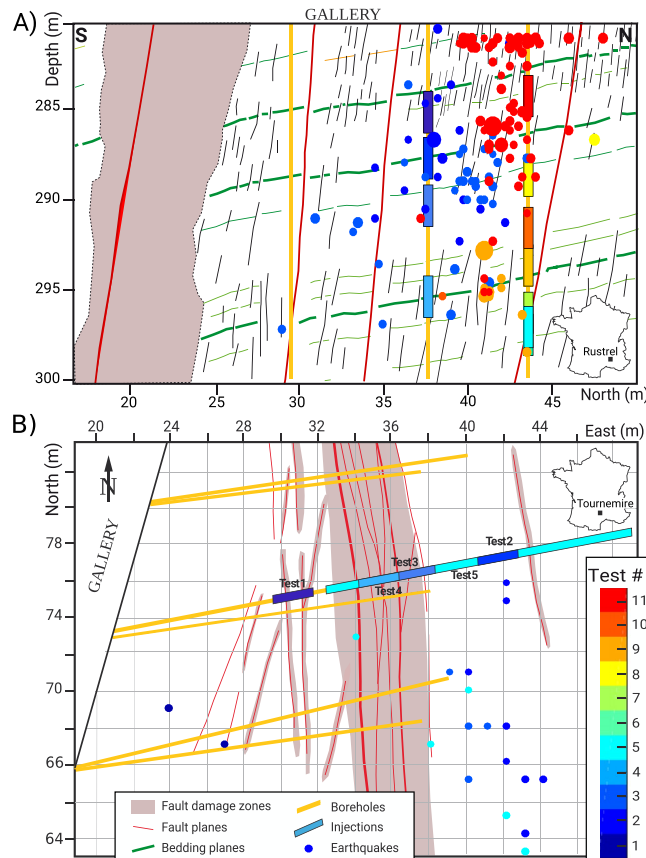 GALLERY
A)
S
N
Depth (m)
285
290
295
300
20
25
30
35
40
45
North (m)
Rustrel
B)
20
24
28
32
36
40
44
East (m)
North (m)
78
74
70
66
64
N
GALLERY
Tournemire
Test1
Test2
Test3
Test4
Test5
Test #
11
10
9
8
7
6
5
4
3
2
1
Fault damage zones
Fault planes
Bedding planes
Boreholes
Injections
Earthquakes